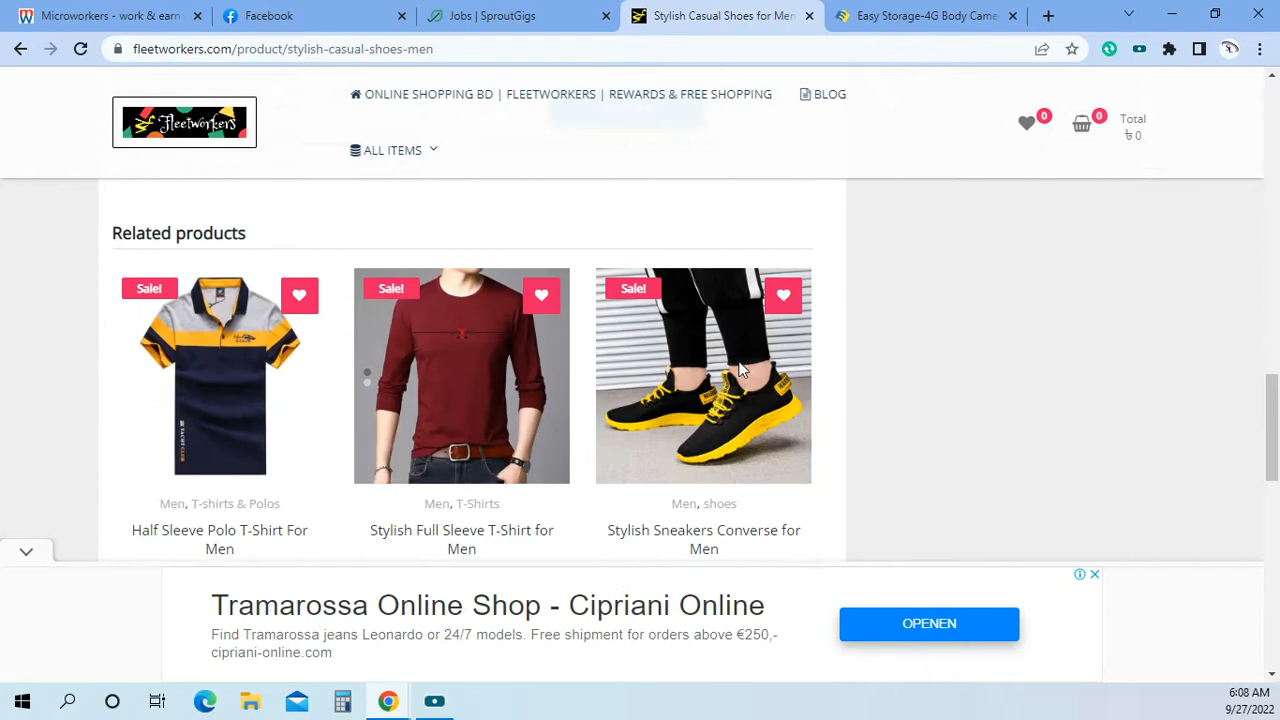 Microworkers - work & earn
Facebook
Jobs | SproutGigs
Stylish Casual Shoes for Men
Easy Storage-4G Body Came
fleetworkers.com/product/stylish-casual-shoes-men
Fleetworkers
ONLINE SHOPPING BD | FLEETWORKERS | REWARDS & FREE SHOPPING
BLOG
ALL ITEMS
0
0
Total
৳ 0
Related products
Sale!
Sale!
Sale!
Men, T-shirts & Polos
Men, T-Shirts
Men, shoes
Half Sleeve Polo T-Shirt For
Men
Stylish Full Sleeve T-Shirt for
Men
Stylish Sneakers Converse for
Men
Tramarossa Online Shop - Cipriani Online
Find Tramarossa jeans Leonardo or 24/7 models. Free shipment for orders above €250,-
cipriani-online.com
OPENEN
6:08 AM
9/27/2022